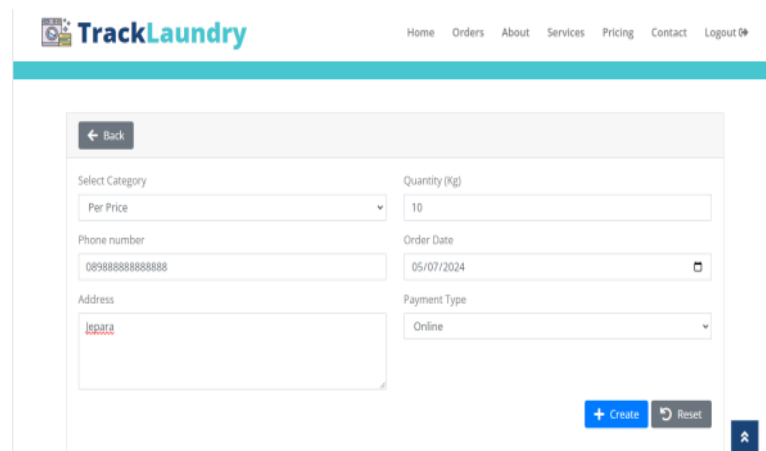 TrackLaundry
Home Orders About Services Pricing Contact Logout
Back
Select Category
Quantity (Kg)
Per Price
10
Phone number
Order Date
089888888888888
05/07/2024
Address
Payment Type
Jepara
Online
Create
Reset